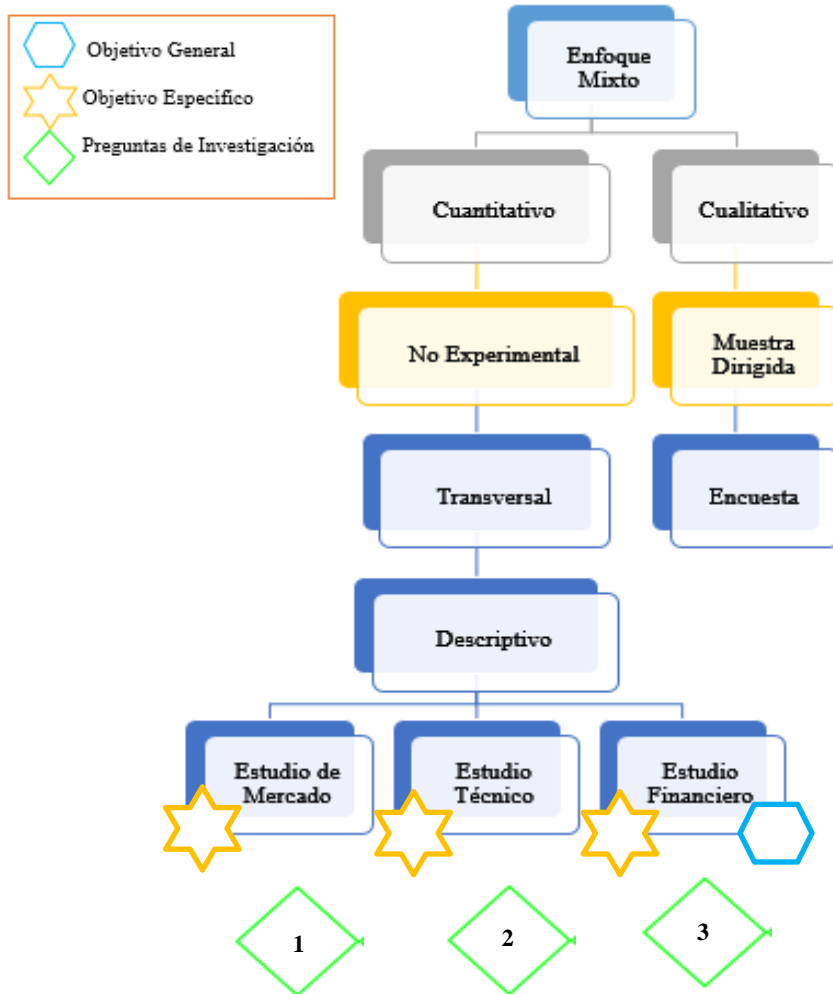 Objetivo General
Objetivo Específico
Preguntas de Investigación
Enfoque
Mixto
Cuantitativo
Cualitativo
No Experimental
Muestra
Dirigida
Transversal
Encuesta
Descriptivo
Estudio de
Mercado
Estudio
Técnico
Estudio
Financiero
1
2
3